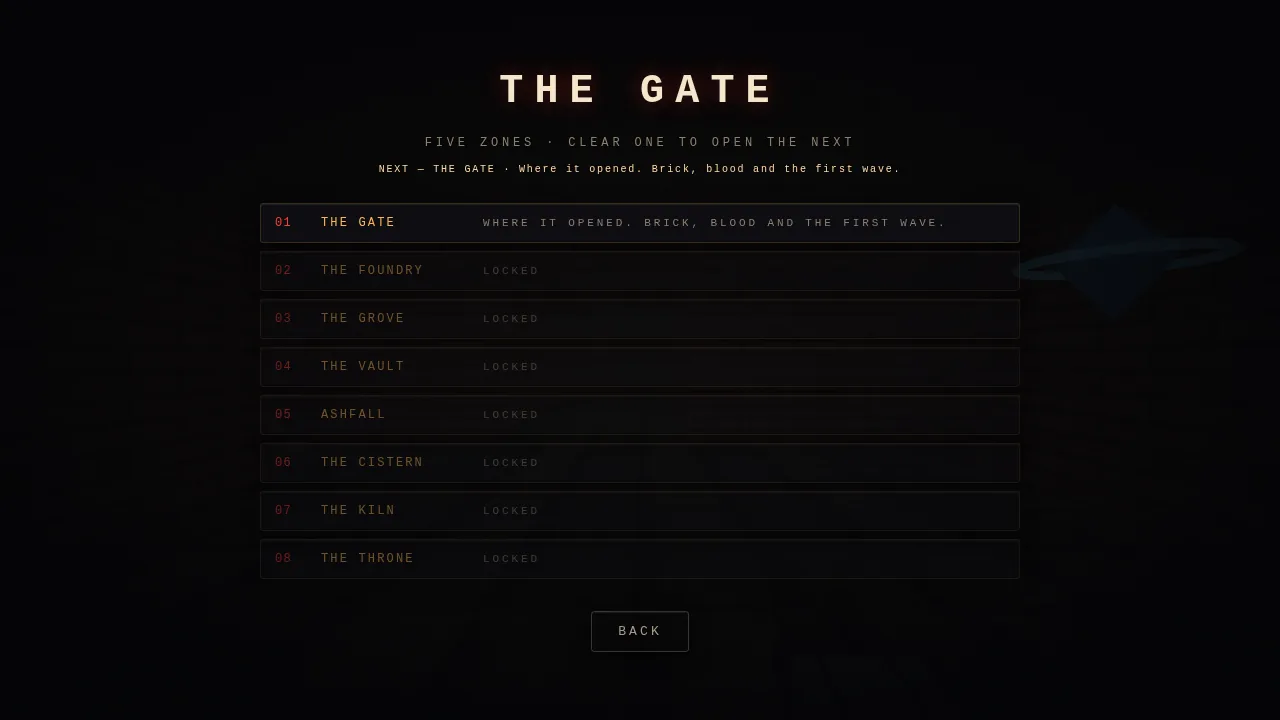 THE GATE
FIVE ZONES · CLEAR ONE TO OPEN THE NEXT
NEXT — THE GATE · Where it opened. Brick, blood and the first wave.
01 THE GATE WHERE IT OPENED. BRICK, BLOOD AND THE FIRST WAVE.
02 THE FOUNDRY LOCKED
03 THE GROVE LOCKED
04 THE VAULT LOCKED
05 ASHFALL LOCKED
06 THE CISTERN LOCKED
07 THE KILN LOCKED
08 THE THRONE LOCKED
BACK